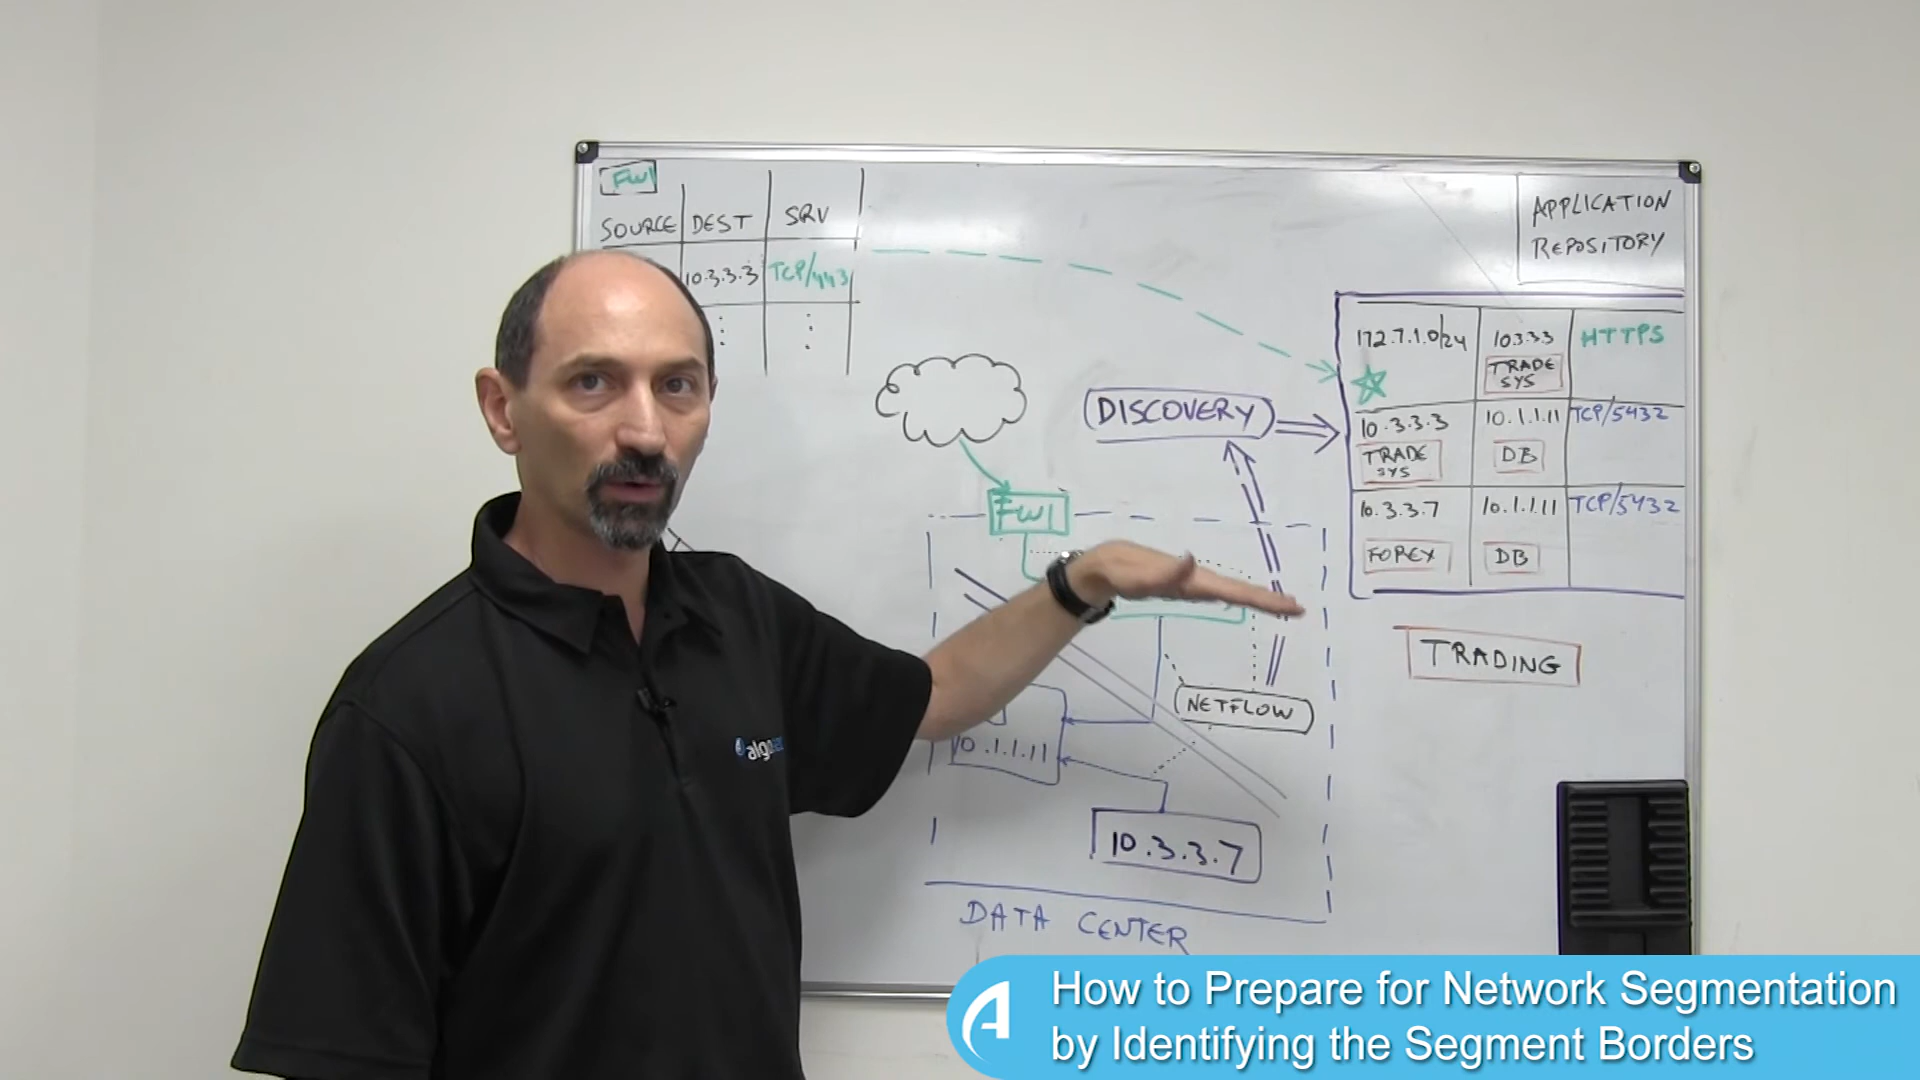 FW1
SOURCE DEST SRV
10.3.3.3 TCP/443
APPLICATION
REPOSITORY
172.7.1.0/24 10.3.3.3 HTTPS
TRADE
SYS
DISCOVERY
10.3.3.3 10.1.1.11 TCP/5432
TRADE
SYS
DB
FW1
10.3.3.7 10.1.1.11 TCP/5432
FOREX DB
TRADING
NETFLOW
10.1.1.11
10.3.3.7
DATA CENTER
How to Prepare for Network Segmentation
by Identifying the Segment Borders